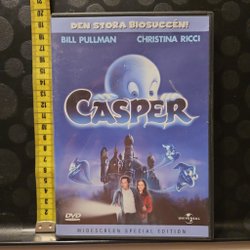 DEN STORA BIOSUCCÉN!
BILL PULLMAN
CHRISTINA RICCI
CASPER
DVD
UNIVERSAL
WIDESCREEN SPECIAL EDITION